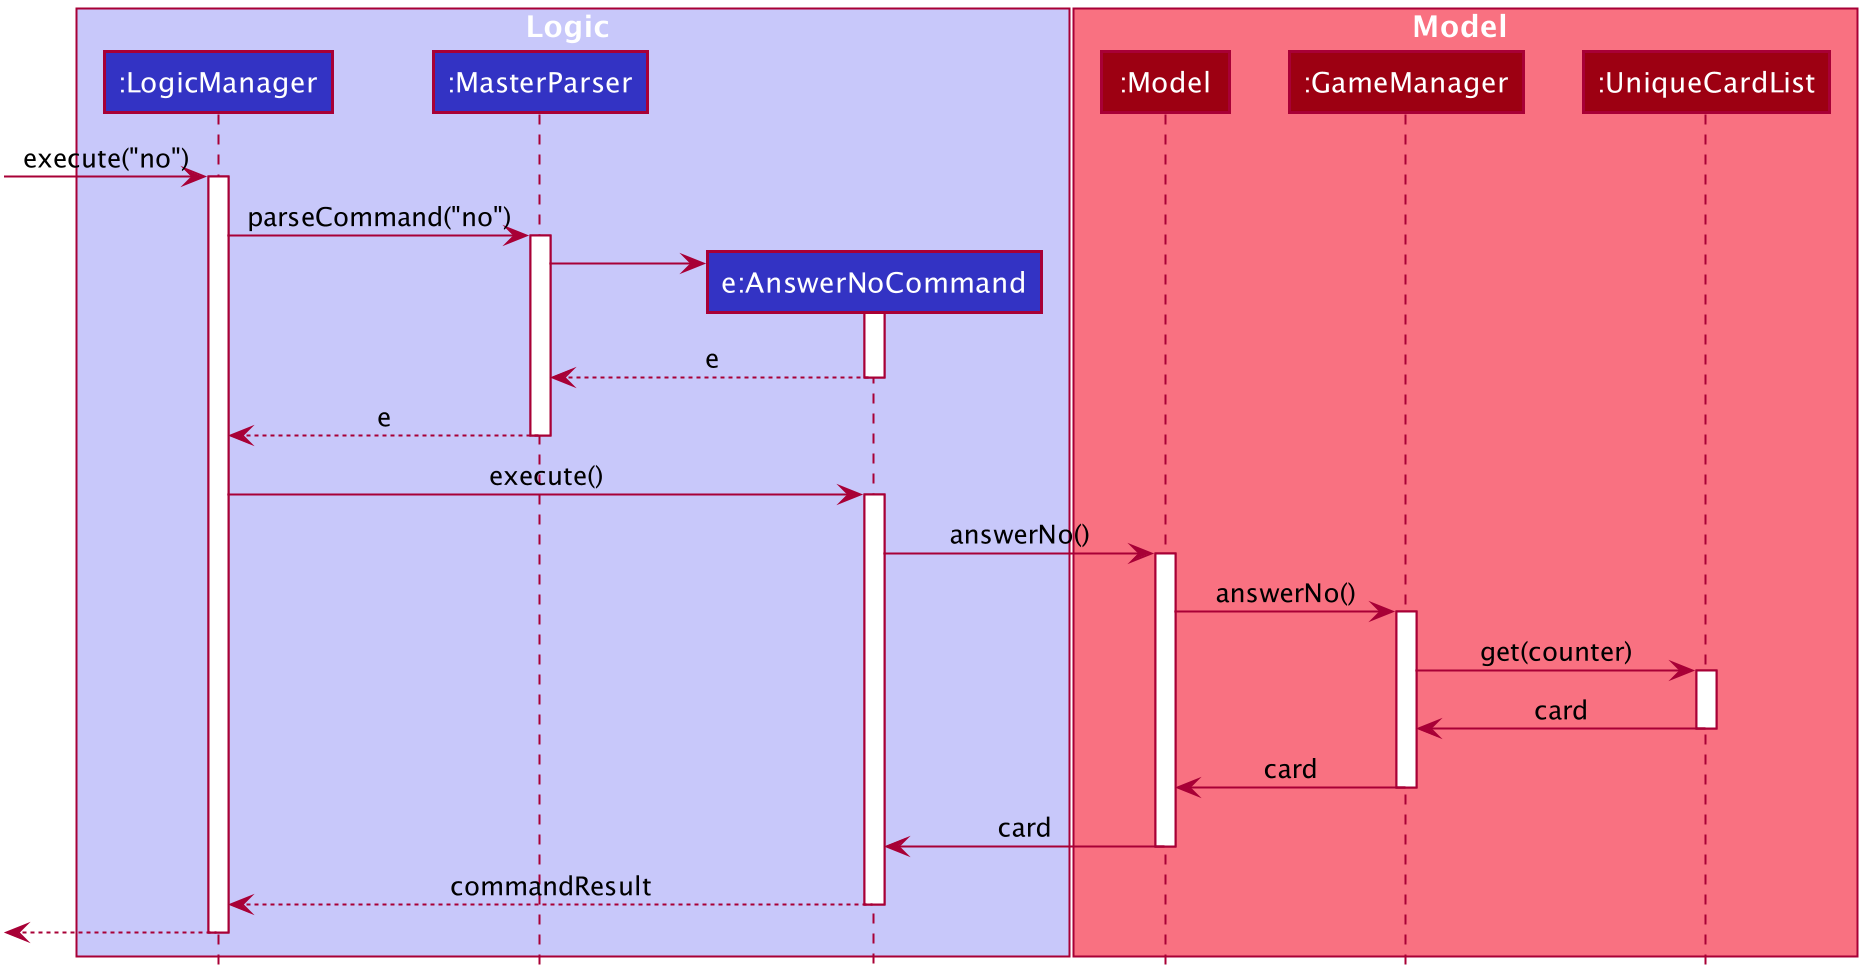 Logic
Model
:LogicManager
:MasterParser
:Model
:GameManager
:UniqueCardList
execute("no")
parseCommand("no")
e:AnswerNoCommand
e
e
execute()
answerNo()
answerNo()
get(counter)
card
card
card
commandResult